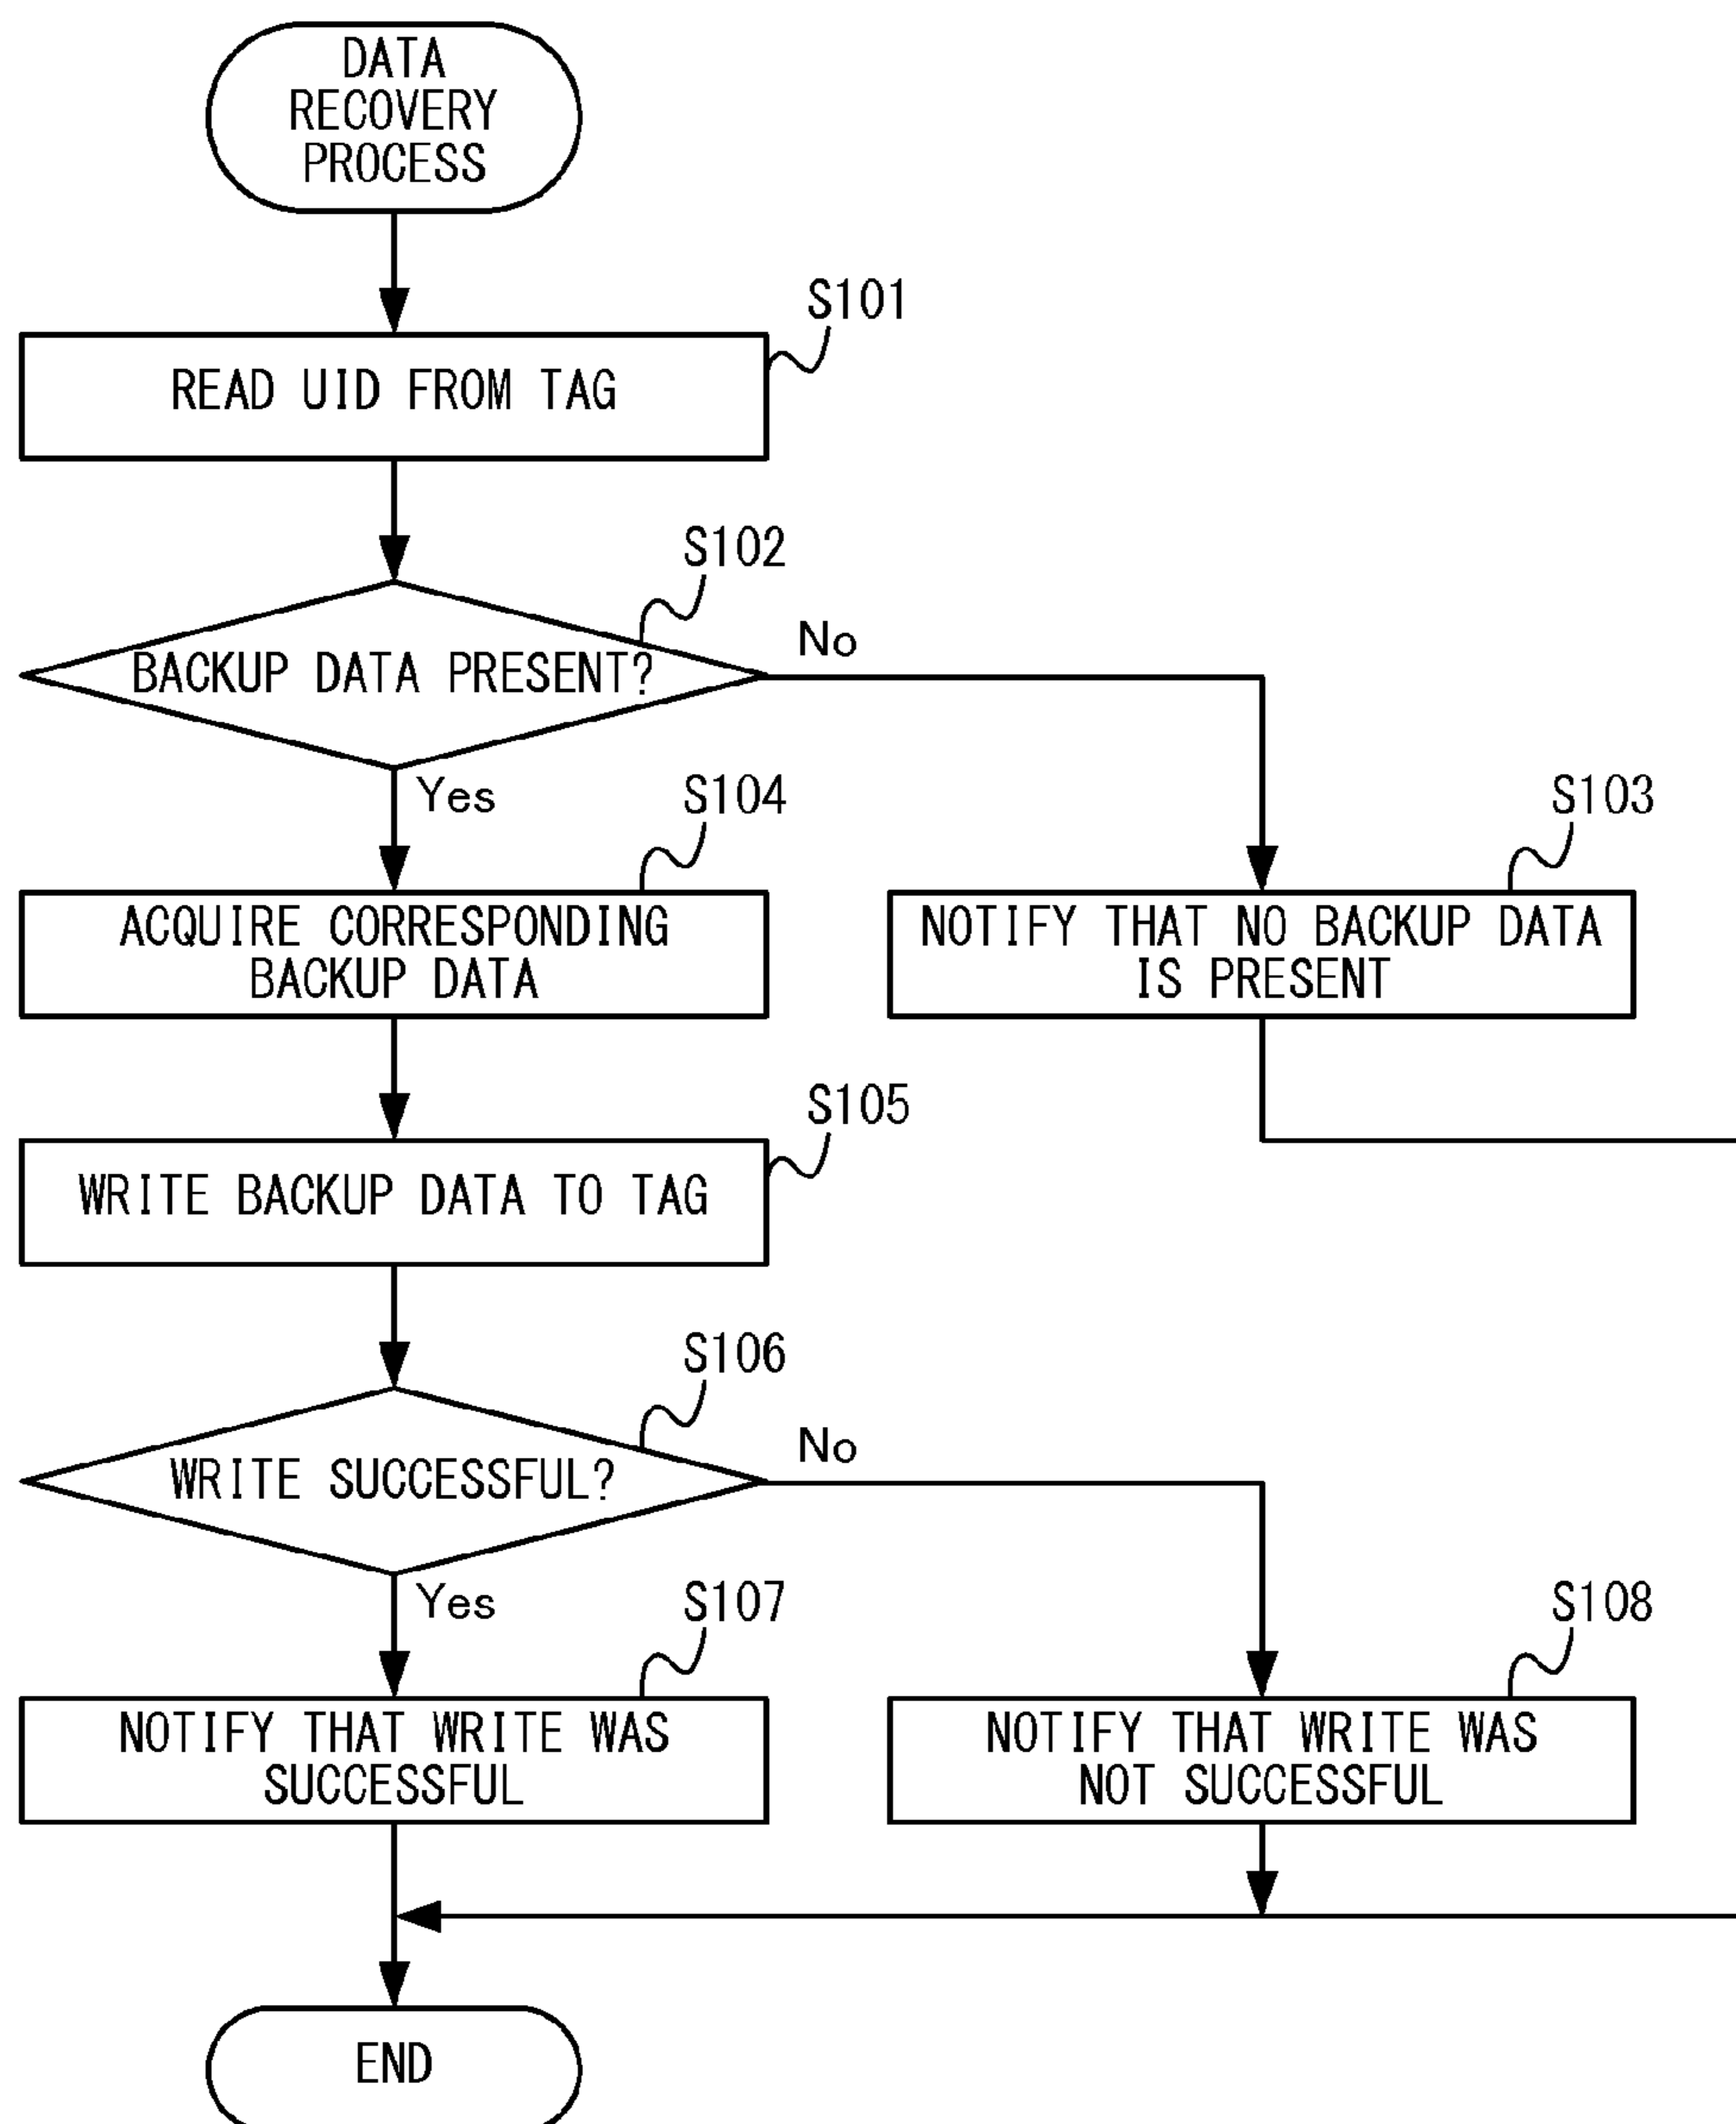 DATA
RECOVERY
PROCESS
S101
READ UID FROM TAG
S102
BACKUP DATA PRESENT?
No
Yes
S104
S103
ACQUIRE CORRESPONDING
BACKUP DATA
NOTIFY THAT NO BACKUP DATA
IS PRESENT
S105
WRITE BACKUP DATA TO TAG
S106
WRITE SUCCESSFUL?
No
Yes
S107
S108
NOTIFY THAT WRITE WAS
SUCCESSFUL
NOTIFY THAT WRITE WAS
NOT SUCCESSFUL
END